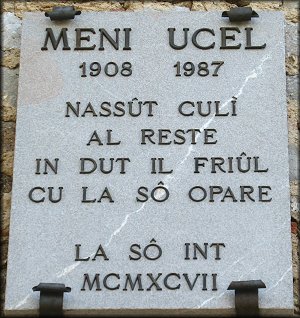 MENI UCEL
1908 1987
NASSÛT CULÌ
AL RESTE
IN DUT IL FRIÛL
CU LA SÔ OPARE
LA SÔ INT
MCMXCVII